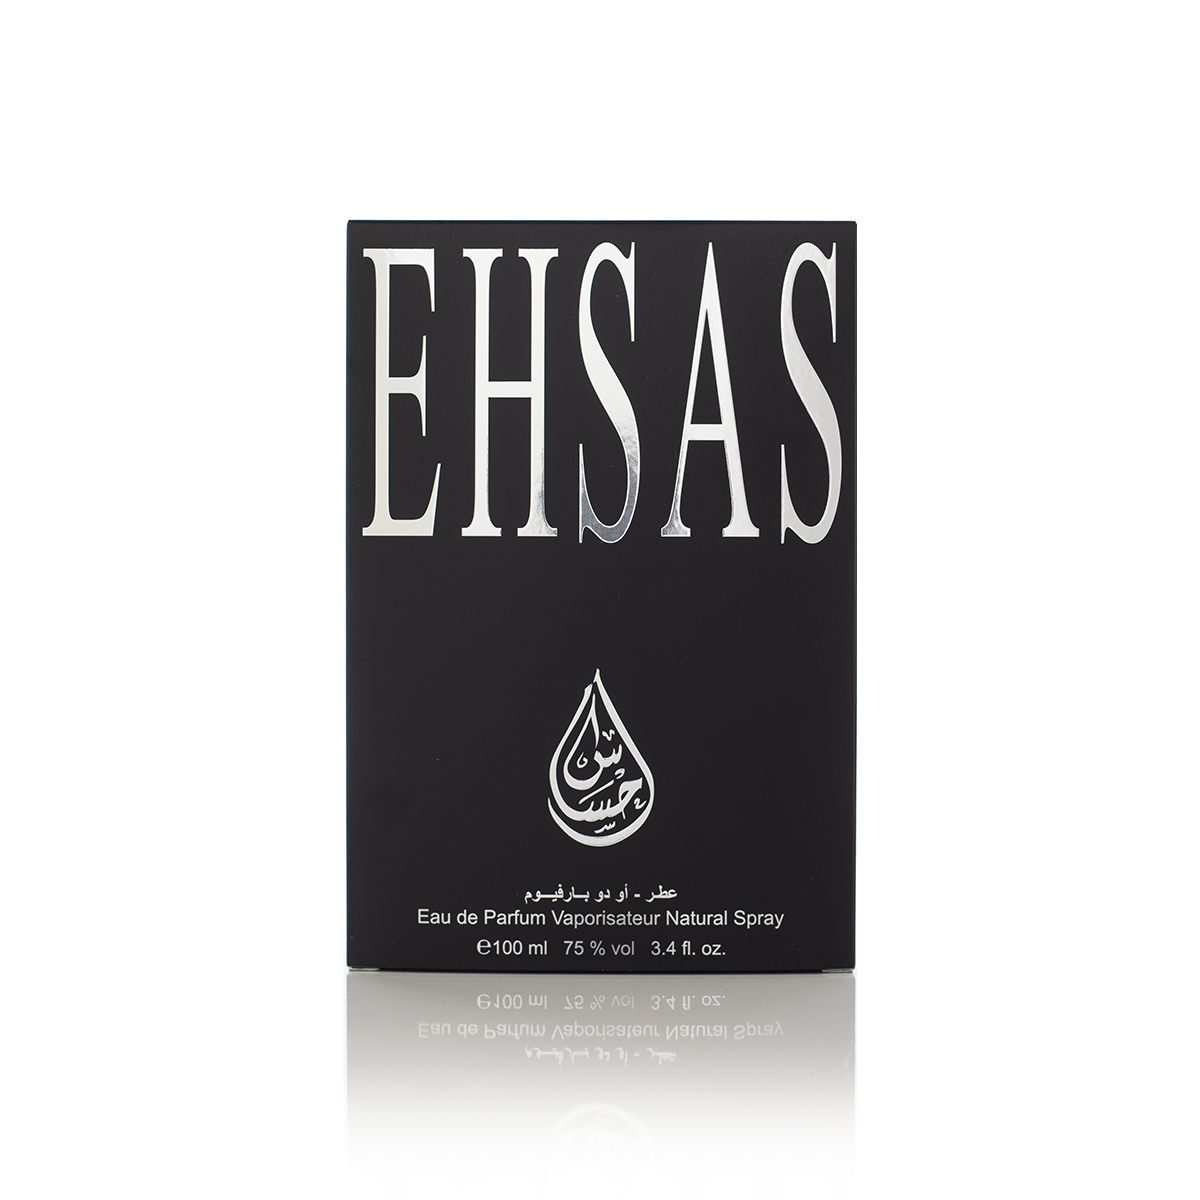 EHSAS
إحساس
عطر - أو دو بارفيوم
Eau de Parfum Vaporisateur Natural Spray
℮100 ml 75 % vol 3.4 fl. oz.